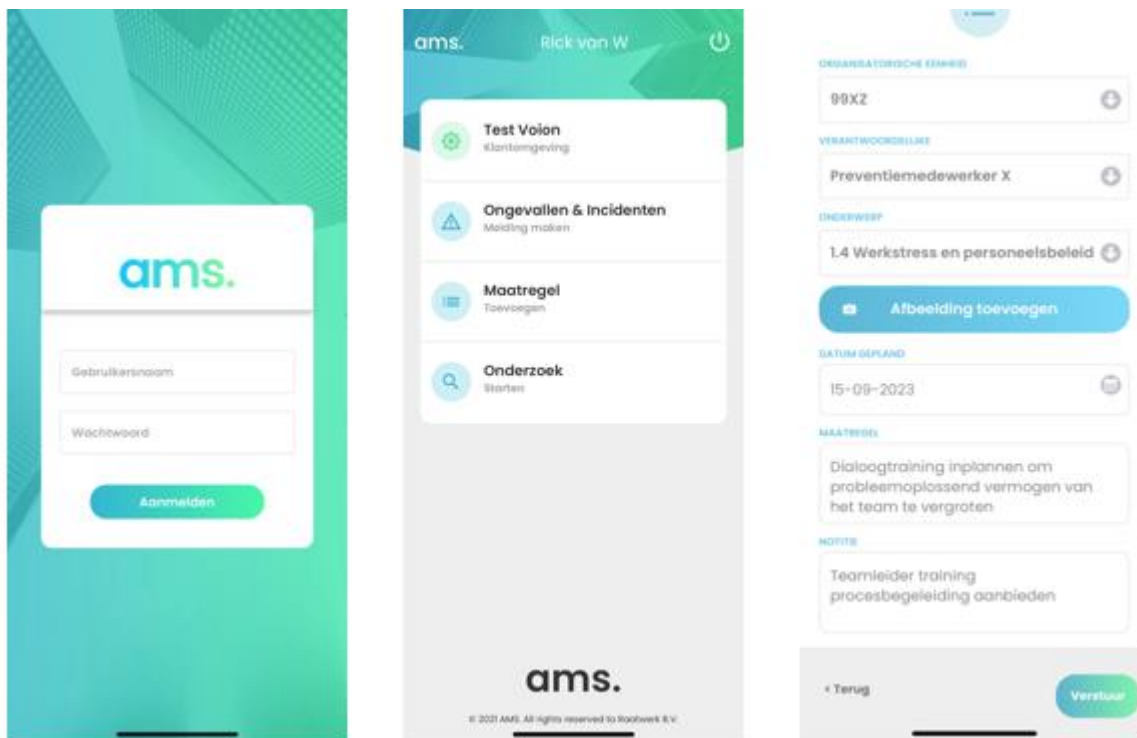 ams.
Gebruikersnaam
Wachtwoord
Aanmelden
ams.
Rick van W
Test Voion
Klantomgeving
Ongevallen & Incidenten
Melding maken
Maatregel
Toevoegen
Onderzoek
Starten
ams.
© 2021 AMS. All rights reserved to Raatwerk B.V.
ORGANISATORISCHE EENHEID
99XZ
VERANTWOORDELIJKE
Preventiemedewerker X
ONDERWERP
1.4 Werkstress en personeelsbeleid
Afbeelding toevoegen
DATUM GEPLAND
15-09-2023
MAATREGEL
Dialoogtraining inplannen om
probleemoplossend vermogen van
het team te vergroten
NOTITIE
Teamleider training
procesbegeleiding aanbieden
< Terug
Verstuur